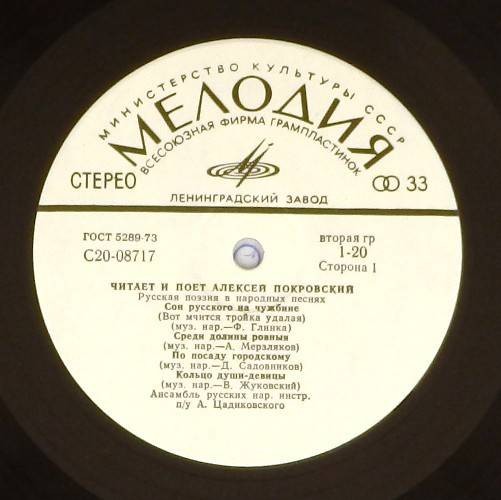 МИНИСТЕРСТВО КУЛЬТУРЫ СССР
МЕЛОДИЯ
ВСЕСОЮЗНАЯ ФИРМА ГРАМПЛАСТИНОК
СТЕРЕО
33
ЛЕНИНГРАДСКИЙ ЗАВОД
ГОСТ 5289-73
С20-08717
вторая гр
1-20
Сторона 1
ЧИТАЕТ И ПОЕТ АЛЕКСЕЙ ПОКРОВСКИЙ
Русская поэзия в народных песнях
Сон русского на чужбине
(Вот мчится тройка удалая)
(муз. нар.—Ф. Глинка)
Среди долины ровныя
(муз. нар.—А. Мерзляков)
По посаду городскому
(муз. нар.—Д. Садовников)
Кольцо души-девицы
(муз. нар.—В. Жуковский)
Ансамбль русских нар. инстр.
п/у А. Цадиковского